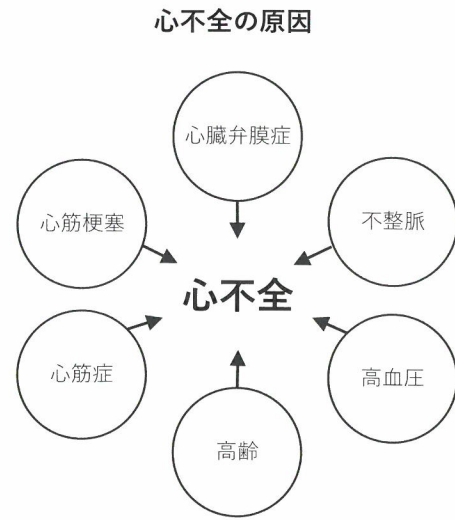 心不全の原因
心臓弁膜症
心筋梗塞
不整脈
心不全
心筋症
高血圧
高齢